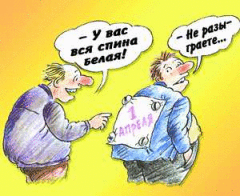 – У вас
вся спина
белая!
– Не разы-
граете...
1
АПРЕЛЯ